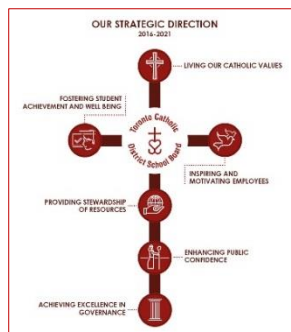 OUR STRATEGIC DIRECTION
2016-2021
LIVING OUR CATHOLIC VALUES
FOSTERING STUDENT
ACHIEVEMENT AND WELL BEING
Toronto Catholic
District School Board
INSPIRING AND
MOTIVATING EMPLOYEES
PROVIDING STEWARDSHIP
OF RESOURCES
ENHANCING PUBLIC
CONFIDENCE
ACHIEVING EXCELLENCE IN
GOVERNANCE